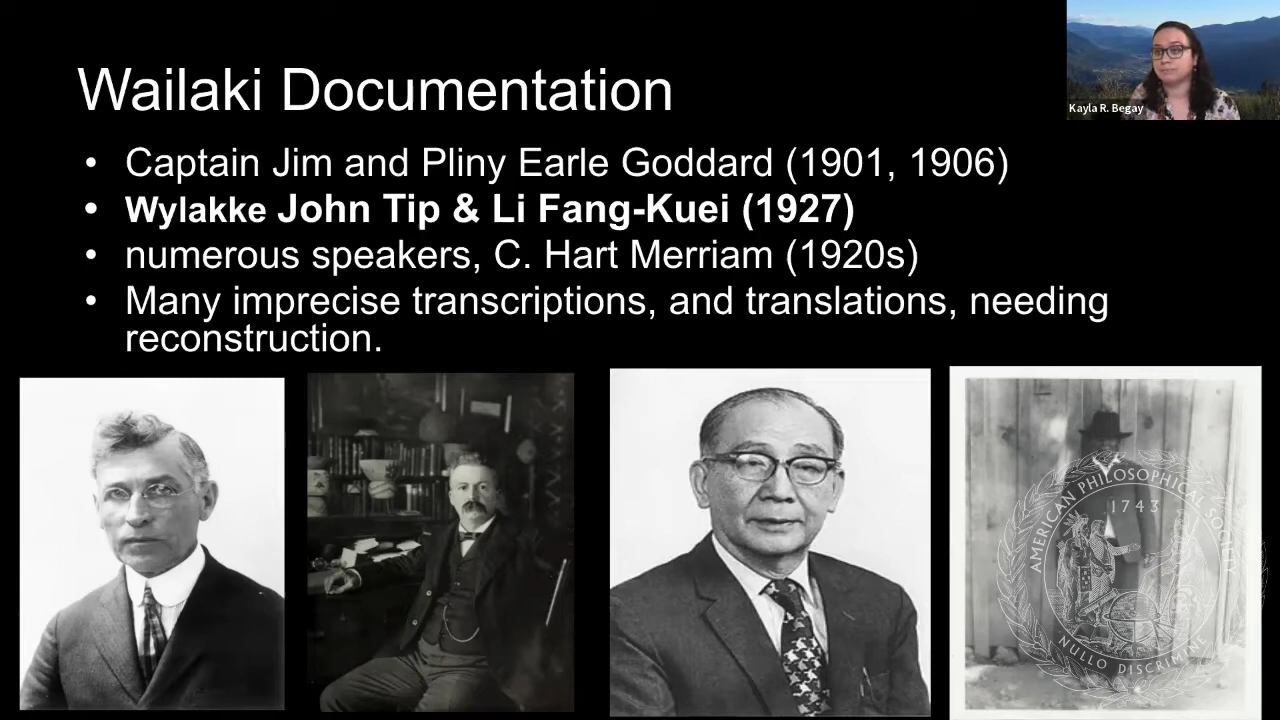 Wailaki Documentation
Kayla R. Begay
• Captain Jim and Pliny Earle Goddard (1901, 1906)
• Wylakke John Tip & Li Fang-Kuei (1927)
• numerous speakers, C. Hart Merriam (1920s)
• Many imprecise transcriptions, and translations, needing
reconstruction.
AMERICAN PHILOSOPHICAL SOCIETY
1743
NULLO DISCRIMINE